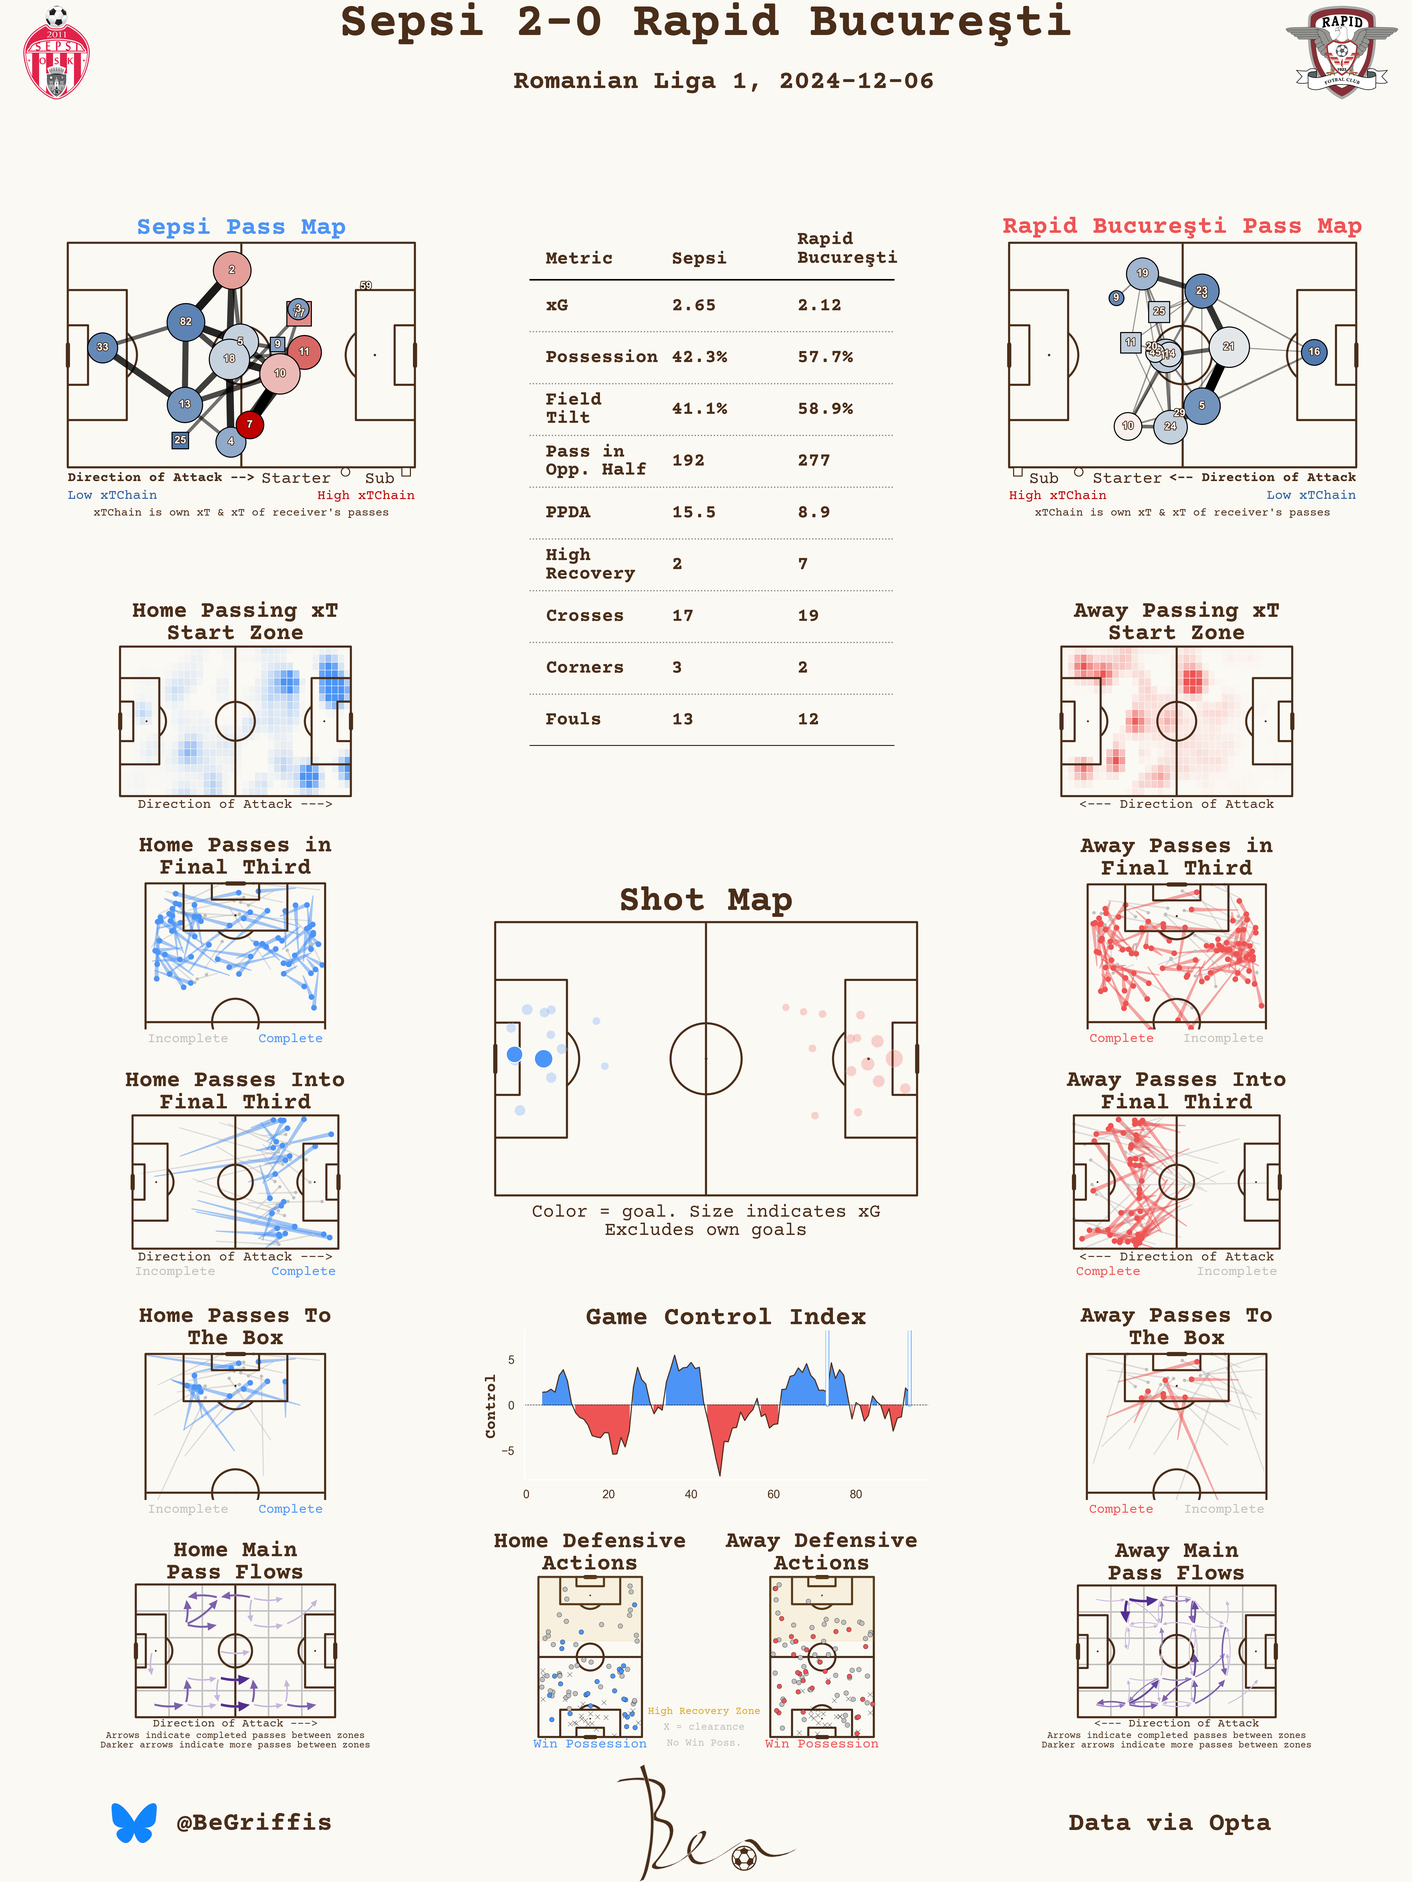 Sepsi 2-0 Rapid Bucureşti
Romanian Liga 1, 2024-12-06
2011
SEPSI
OSK
RAPID
1923
FOTBAL CLUB
Sepsi Pass Map
2
59
3
77
82
5
9
33
18
11
10
13
7
25
4
Direction of Attack --> Starter Sub
Low xTChain High xTChain
xTChain is own xT & xT of receiver's passes
Metric Sepsi Rapid
Bucureşti
xG 2.65 2.12
Possession 42.3% 57.7%
Field
Tilt 41.1% 58.9%
Pass in
Opp. Half 192 277
PPDA 15.5 8.9
High
Recovery 2 7
Crosses 17 19
Corners 3 2
Fouls 13 12
Rapid Bucureşti Pass Map
19
23
9
25
11
20
45
14
21
16
5
29
10
24
Sub Starter <-- Direction of Attack
High xTChain Low xTChain
xTChain is own xT & xT of receiver's passes
Home Passing xT
Start Zone
Direction of Attack --->
Away Passing xT
Start Zone
<--- Direction of Attack
Home Passes in
Final Third
Incomplete Complete
Away Passes in
Final Third
Complete Incomplete
Shot Map
Color = goal. Size indicates xG
Excludes own goals
Home Passes Into
Final Third
Direction of Attack --->
Incomplete Complete
Away Passes Into
Final Third
<--- Direction of Attack
Complete Incomplete
Home Passes To
The Box
Incomplete Complete
Game Control Index
Control
5
0
−5
0 20 40 60 80
Away Passes To
The Box
Complete Incomplete
Home Main
Pass Flows
Direction of Attack --->
Arrows indicate completed passes between zones
Darker arrows indicate more passes between zones
Home Defensive
Actions
Win Possession
Away Defensive
Actions
Win Possession
High Recovery Zone
X = clearance
No Win Poss.
Away Main
Pass Flows
<--- Direction of Attack
Arrows indicate completed passes between zones
Darker arrows indicate more passes between zones
@BeGriffis
Ben
Data via Opta